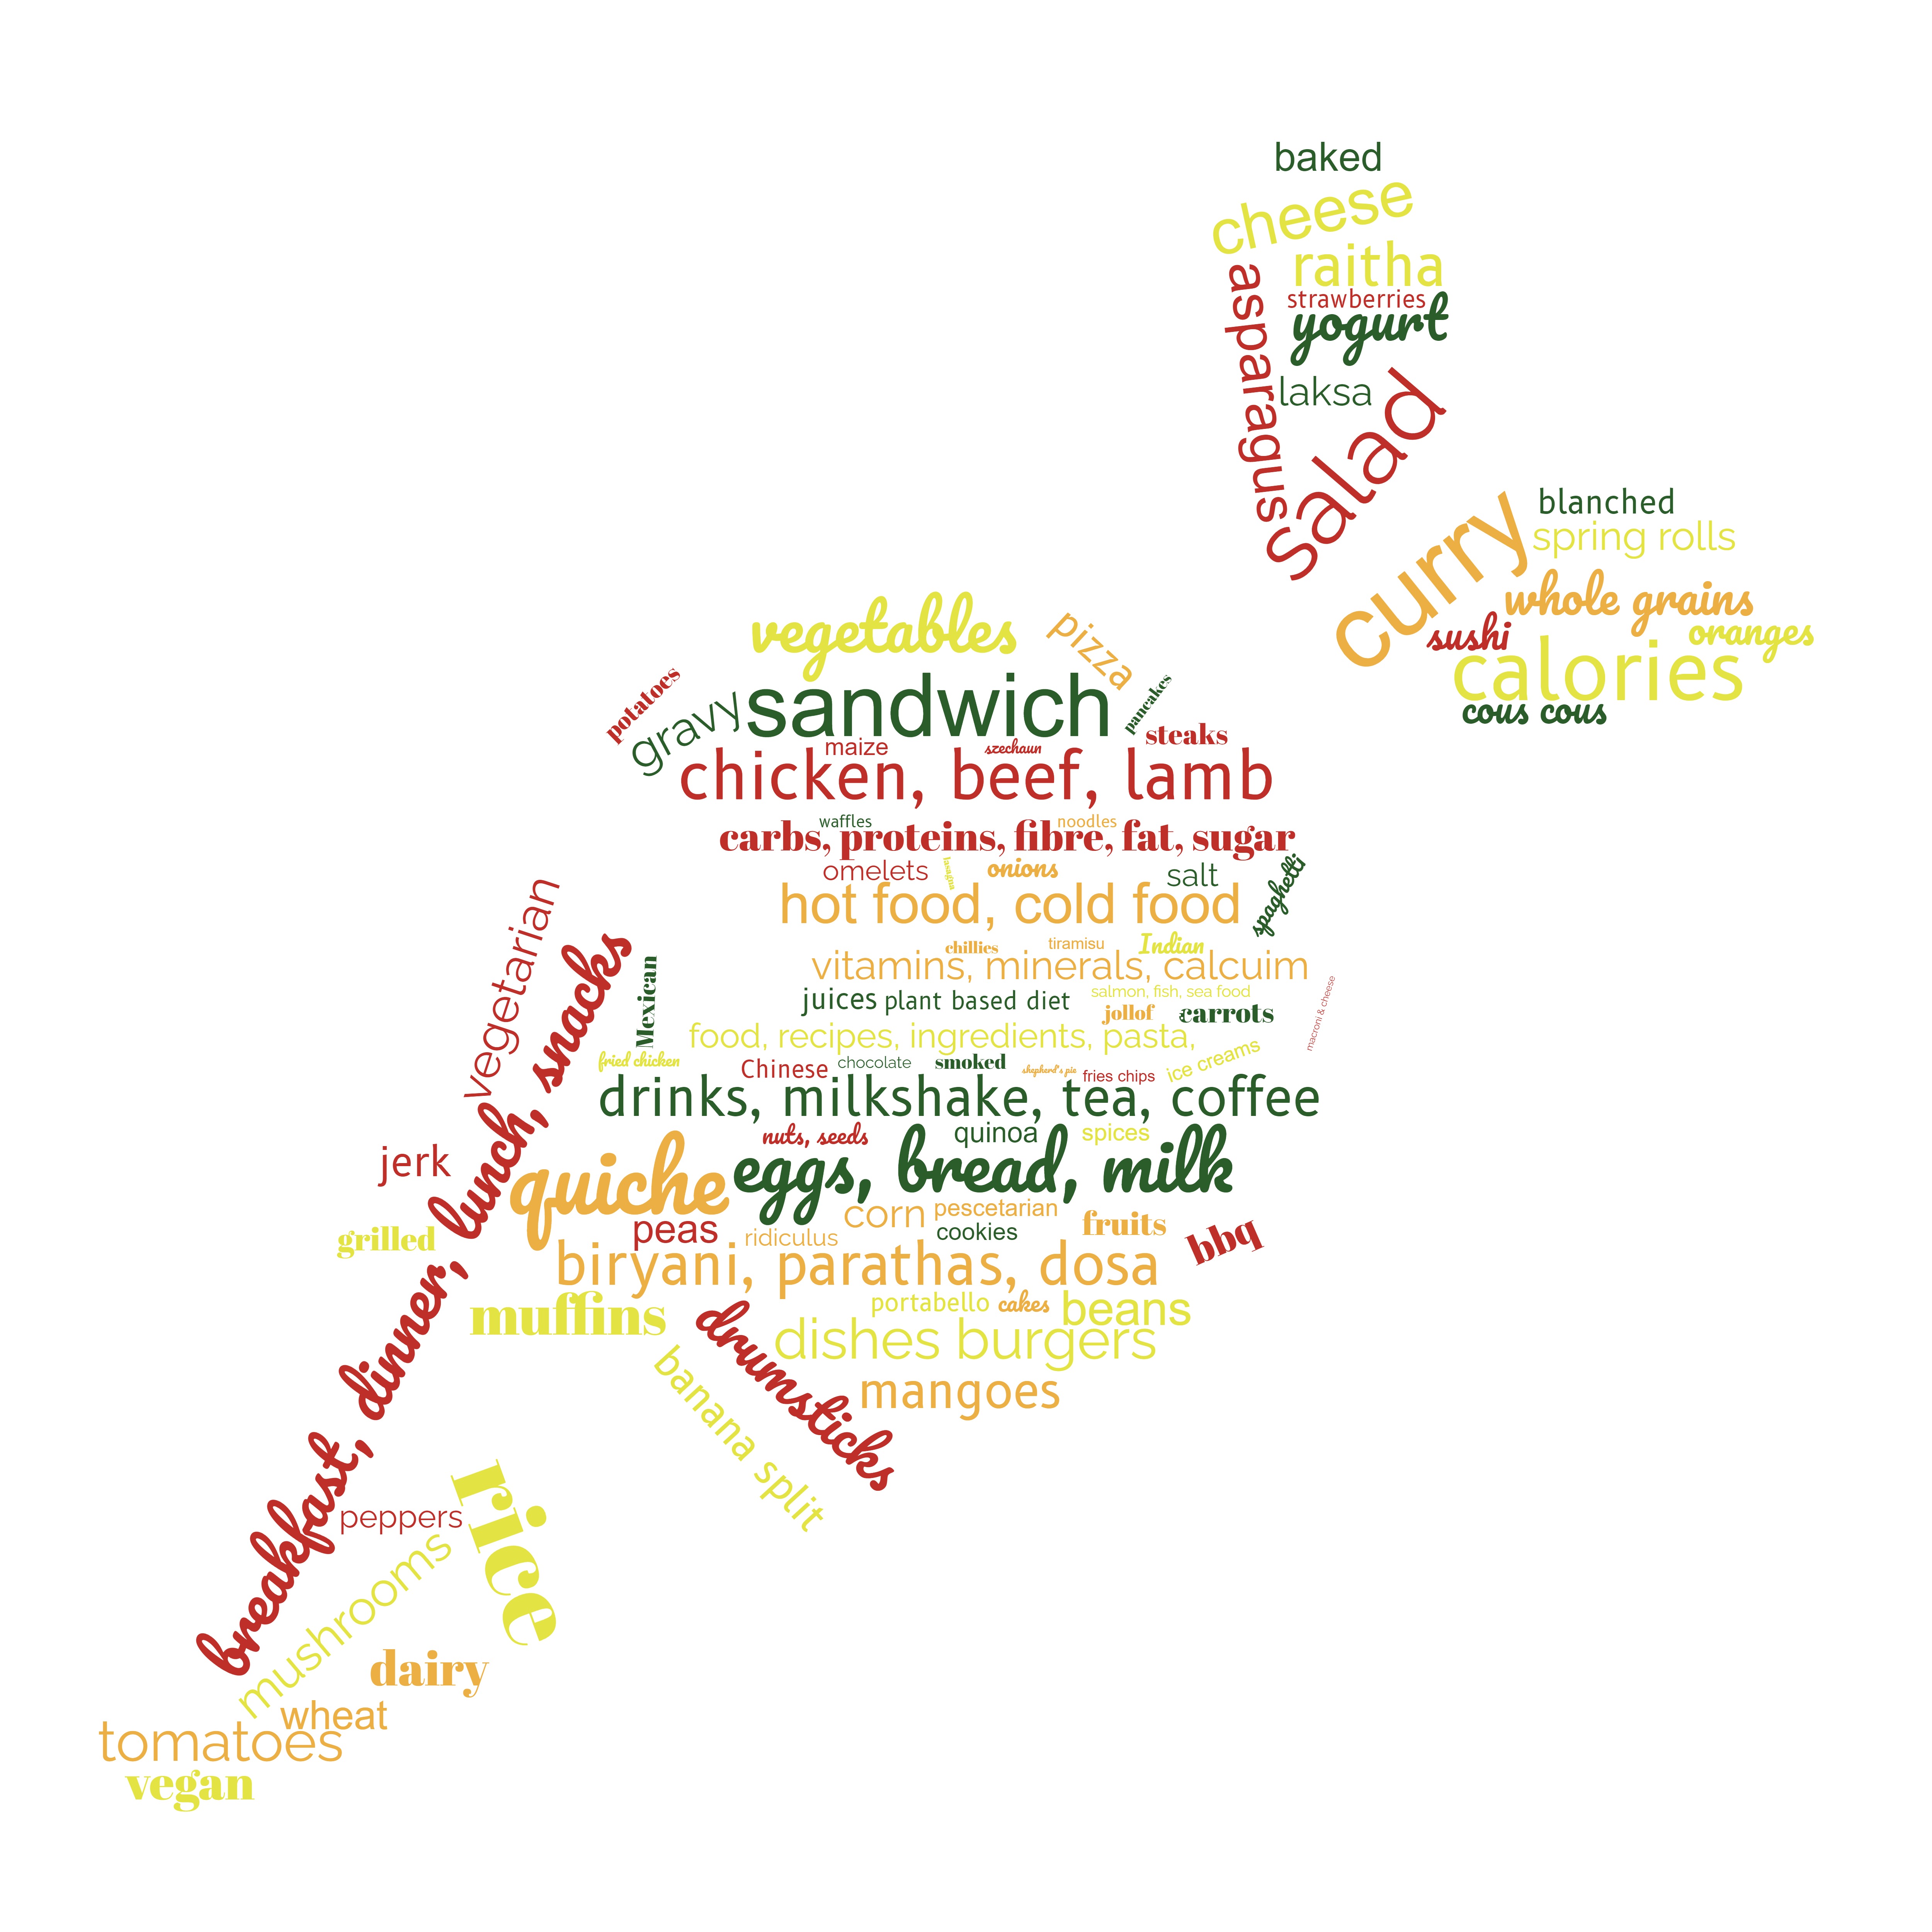 baked
cheese
raitha
asparagus
strawberries
yogurt
laksa
salad
curry
blanched
spring rolls
whole grains
sushi
oranges
calories
cous cous
vegetables
pizza
potatoes
gravy
sandwich
pancakes
steaks
maize
szechaun
chicken, beef, lamb
waffles
noodles
carbs, proteins, fibre, fat, sugar
omelets
lasagna
onions
salt
spaghetti
hot food, cold food
vegetarian
chillies
tiramisu
Indian
vitamins, minerals, calcuim
Mexican
juices
plant based diet
salmon, fish, sea food
jollof
carrots
macroni & cheese
food, recipes, ingredients, pasta,
fried chicken
Chinese
chocolate
smoked
shepherd's pie
fries chips
ice creams
drinks, milkshake, tea, coffee
nuts, seeds
quinoa
spices
jerk
quiche
eggs, bread, milk
breakfast, dinner, lunch, snacks
grilled
peas
ridiculus
corn
pescetarian
cookies
fruits
bbq
biryani, parathas, dosa
muffins
portabello
cakes
beans
drumsticks
dishes burgers
banana split
mangoes
rice
peppers
mushrooms
dairy
wheat
tomatoes
vegan